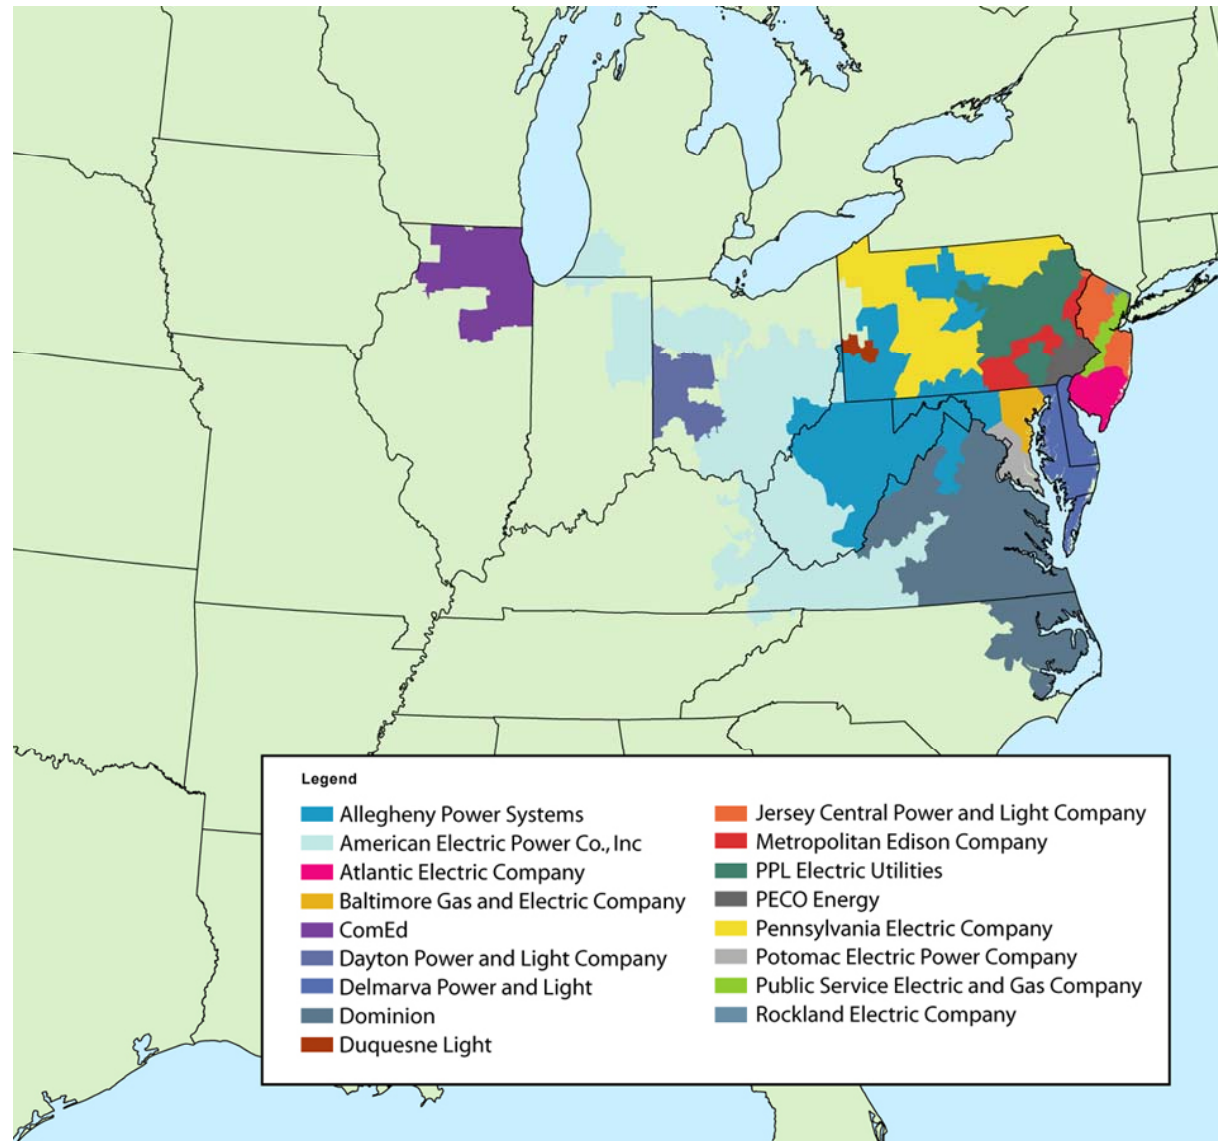 Legend
Allegheny Power Systems
American Electric Power Co., Inc
Atlantic Electric Company
Baltimore Gas and Electric Company
ComEd
Dayton Power and Light Company
Delmarva Power and Light
Dominion
Duquesne Light
Jersey Central Power and Light Company
Metropolitan Edison Company
PPL Electric Utilities
PECO Energy
Pennsylvania Electric Company
Potomac Electric Power Company
Public Service Electric and Gas Company
Rockland Electric Company